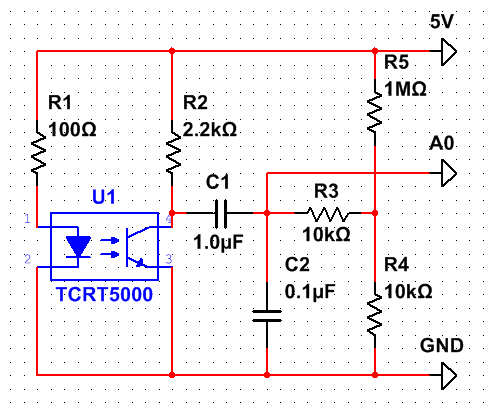 5V
R5
1MΩ
R1
100Ω
R2
2.2kΩ
A0
C1
1.0µF
R3
10kΩ
U1
1
4
2
3
TCRT5000
C2
0.1µF
R4
10kΩ
GND